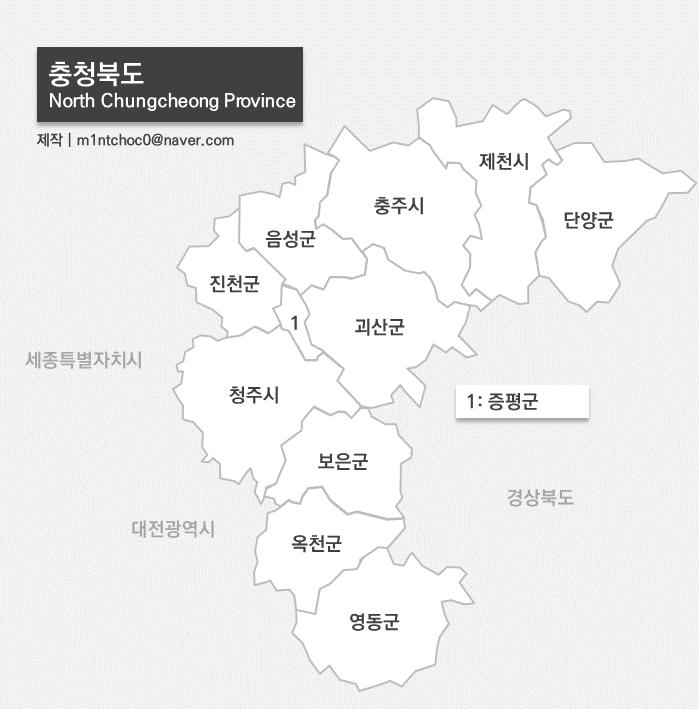 충청북도
North Chungcheong Province
제작 | m1ntchoc0@naver.com
제천시
충주시
단양군
음성군
진천군
1
괴산군
세종특별자치시
청주시
1: 증평군
보은군
경상북도
대전광역시
옥천군
영동군